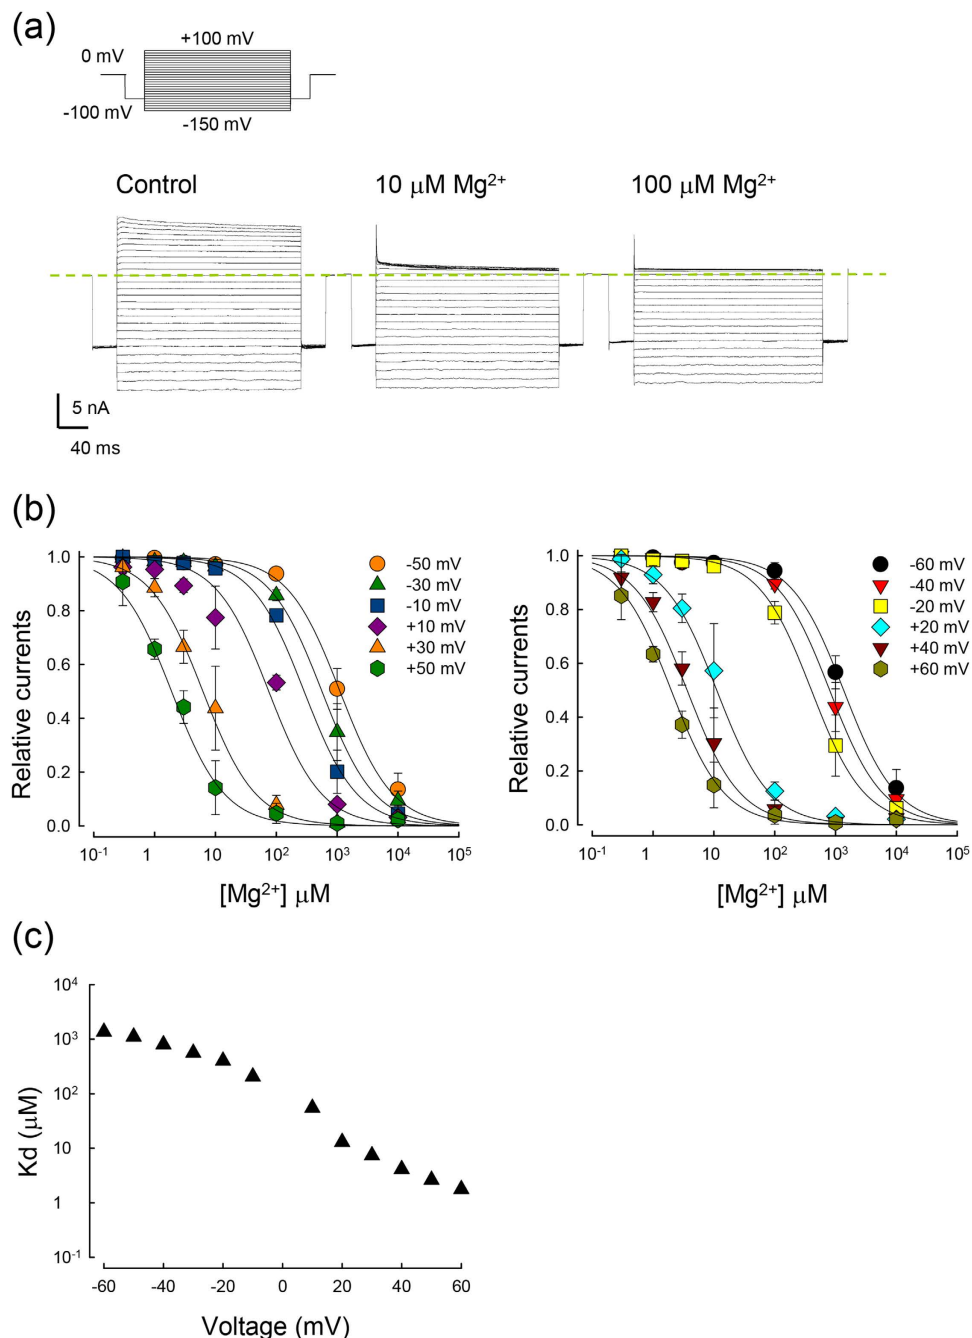 (a)
+100 mV
0 mV
-100 mV
-150 mV
Control
10 μM Mg²⁺
100 μM Mg²⁺
5 nA
40 ms
(b)
1.0
0.8
0.6
0.4
0.2
0.0
Relative currents
10⁻¹ 1 10 10² 10³ 10⁴ 10⁵
[Mg²⁺] μM
-50 mV
-30 mV
-10 mV
+10 mV
+30 mV
+50 mV
1.0
0.8
0.6
0.4
0.2
0.0
Relative currents
10⁻¹ 1 10 10² 10³ 10⁴ 10⁵
[Mg²⁺] μM
-60 mV
-40 mV
-20 mV
+20 mV
+40 mV
+60 mV
(c)
10⁴
10³
10²
10
1
10⁻¹
Kd (μM)
-60 -40 -20 0 20 40 60
Voltage (mV)